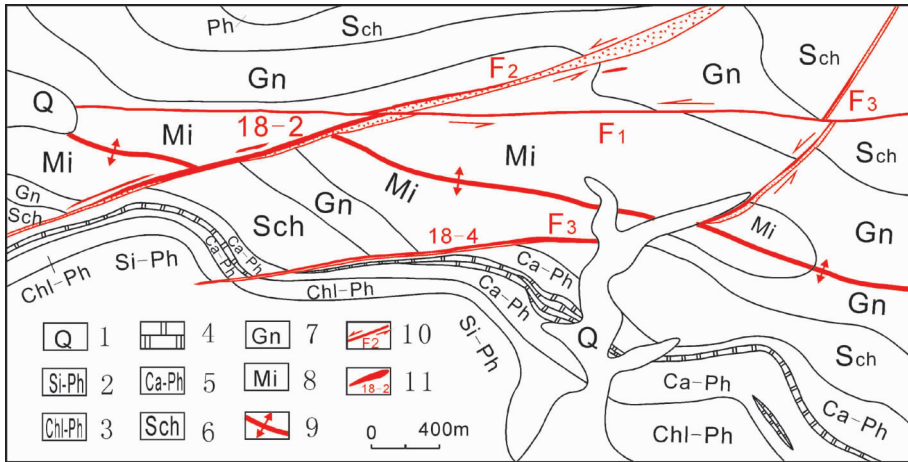 Ph
Sch
Gn
F2
Gn
Sch
F3
Q
18-2
F1
Mi
Mi
Mi
Mi
Sch
Gn
Sch
Gn
Sch
Gn
F3
Mi
Gn
18-4
Ca-Ph
Ca-Ph
Ca-Ph
Ca-Ph
Chl-Ph
Si-Ph
Chl-Ph
Si-Ph
Gn
Sch
Q
Ca-Ph
Ca-Ph
Chl-Ph
Q 1
4
Gn 7
F2 10
Si-Ph 2
Ca-Ph 5
Mi 8
18-2 11
Chl-Ph 3
Sch 6
9
0 400m